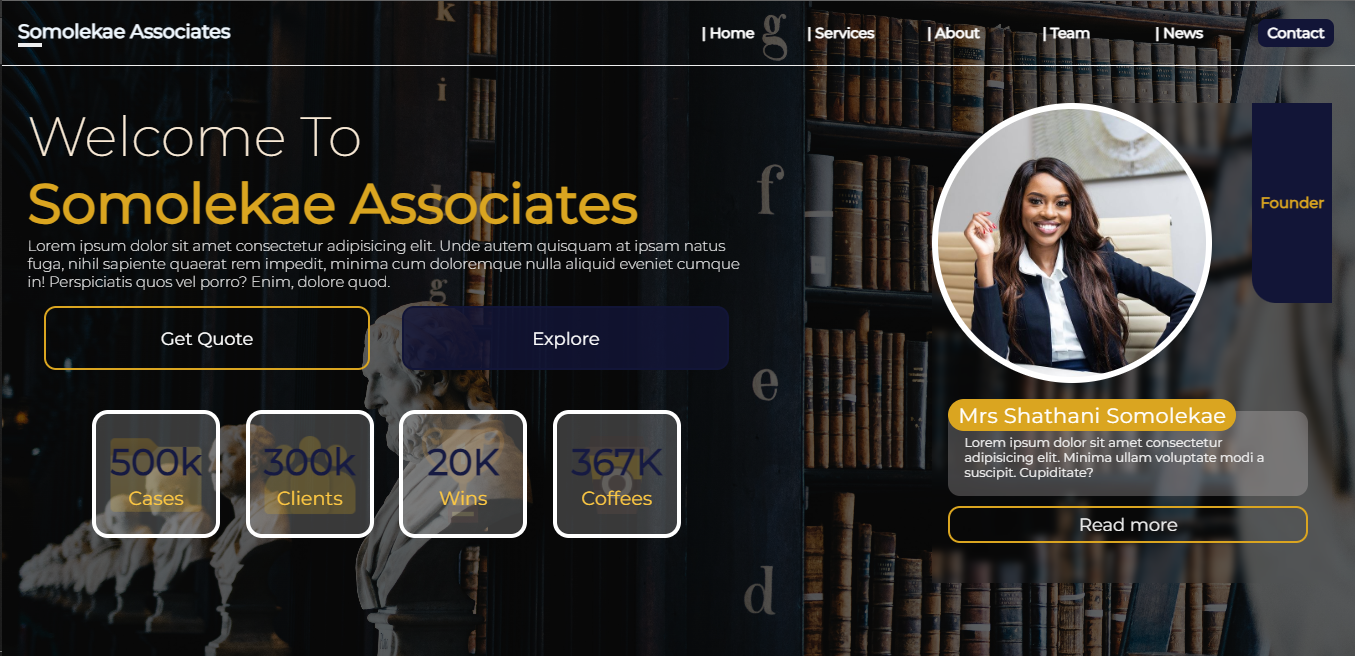 Somolekae Associates
| Home | Services | About | Team | News Contact
Welcome To
Somolekae Associates
Lorem ipsum dolor sit amet consectetur adipisicing elit. Unde autem quisquam at ipsam natus
fuga, nihil sapiente quaerat rem impedit, minima cum doloremque nulla aliquid eveniet cumque
in! Perspiciatis quos vel porro? Enim, dolore quod.
Get Quote
Explore
500k
Cases
300k
Clients
20K
Wins
367K
Coffees
Founder
Mrs Shathani Somolekae
Lorem ipsum dolor sit amet consectetur
adipisicing elit. Minima ullam voluptate modi a
suscipit. Cupiditate?
Read more
k
i
g
f
g
e
d